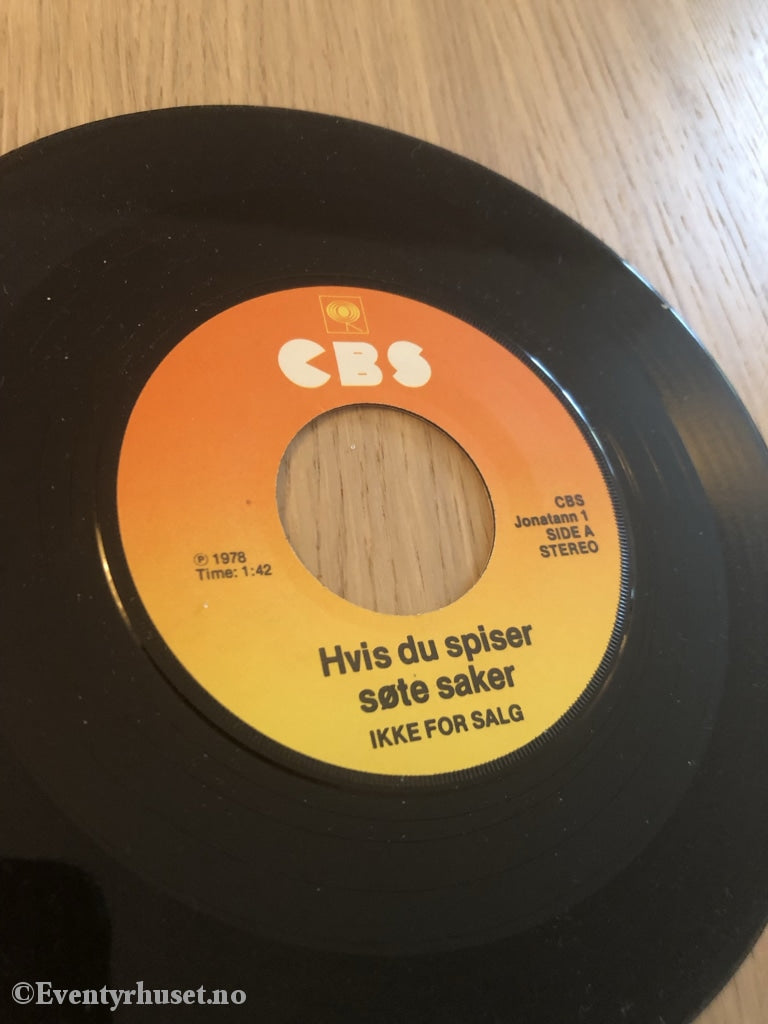 CBS
CBS
Jonatann 1
SIDE A
STEREO
℗ 1978
Time: 1:42
Hvis du spiser
søte saker
IKKE FOR SALG
©Eventyrhuset.no